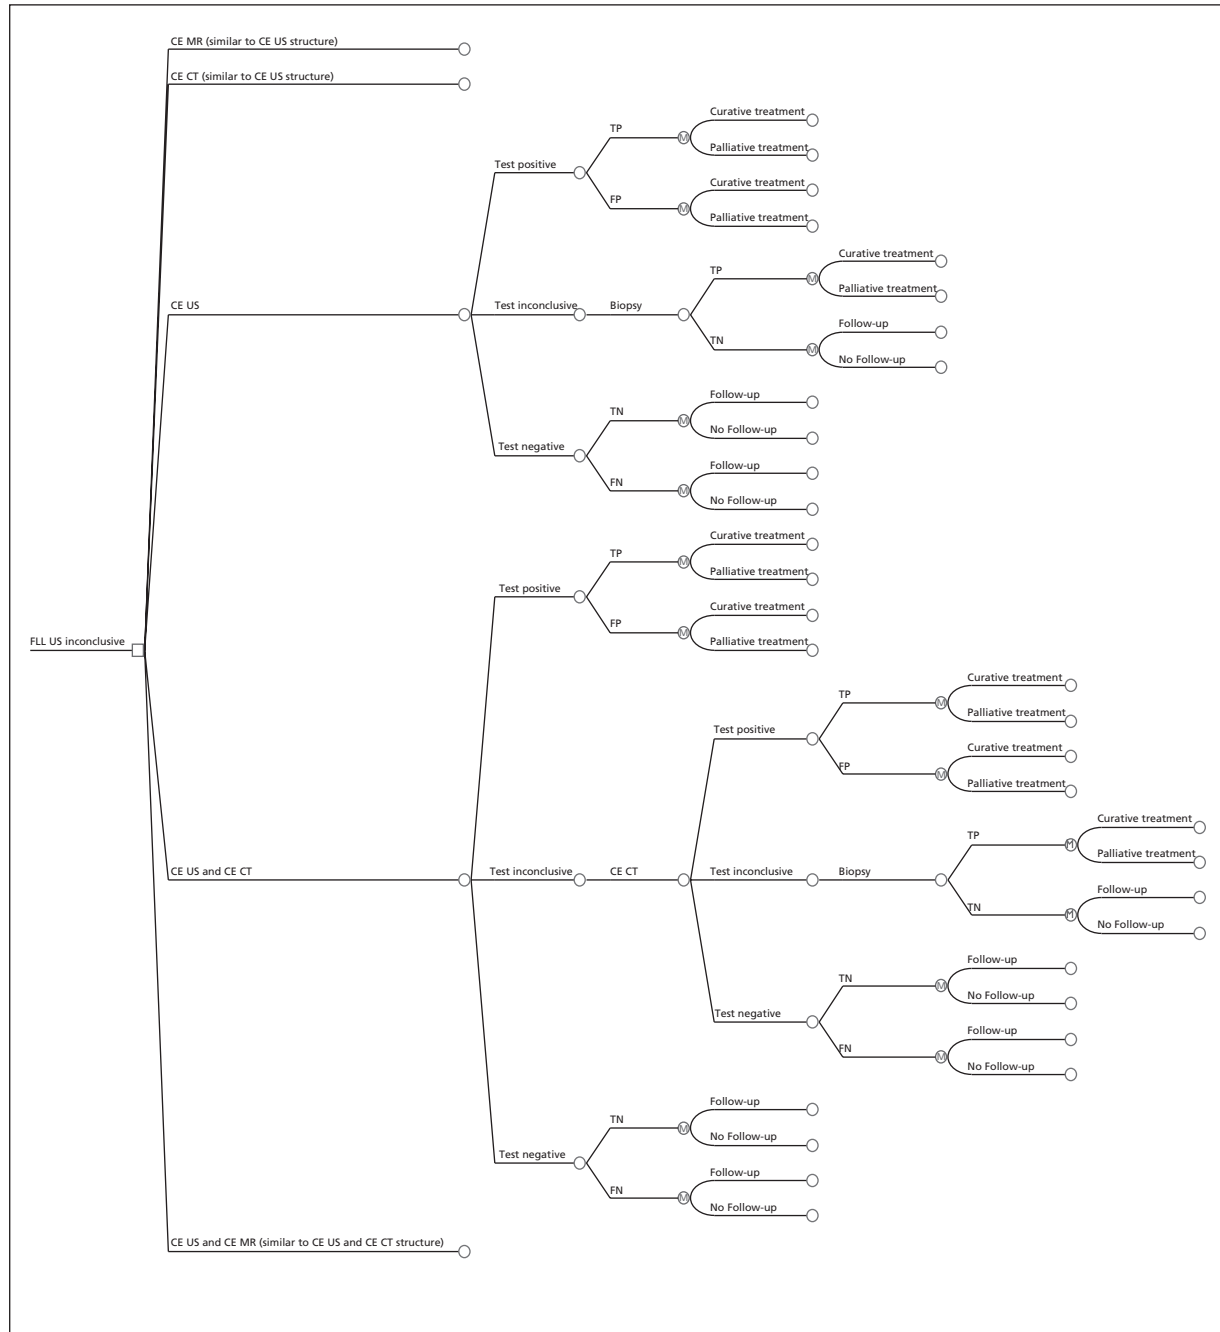 CE MR (similar to CE US structure)
CE CT (similar to CE US structure)
Curative treatment
TP
M
Palliative treatment
Test positive
Curative treatment
FP
M
Palliative treatment
Curative treatment
TP
M
Palliative treatment
CE US
Test inconclusive
Biopsy
Follow-up
TN
M
No Follow-up
Follow-up
TN
M
No Follow-up
Test negative
Follow-up
FN
M
No Follow-up
Curative treatment
TP
M
Palliative treatment
Test positive
Curative treatment
FP
M
Palliative treatment
FLL US inconclusive
Curative treatment
TP
M
Palliative treatment
Test positive
Curative treatment
FP
M
Palliative treatment
Curative treatment
TP
M
Palliative treatment
CE US and CE CT
Test inconclusive
CE CT
Test inconclusive
Biopsy
Follow-up
TN
M
No Follow-up
Follow-up
TN
M
No Follow-up
Test negative
Follow-up
FN
M
No Follow-up
Follow-up
TN
M
No Follow-up
Test negative
Follow-up
FN
M
No Follow-up
CE US and CE MR (similar to CE US and CE CT structure)